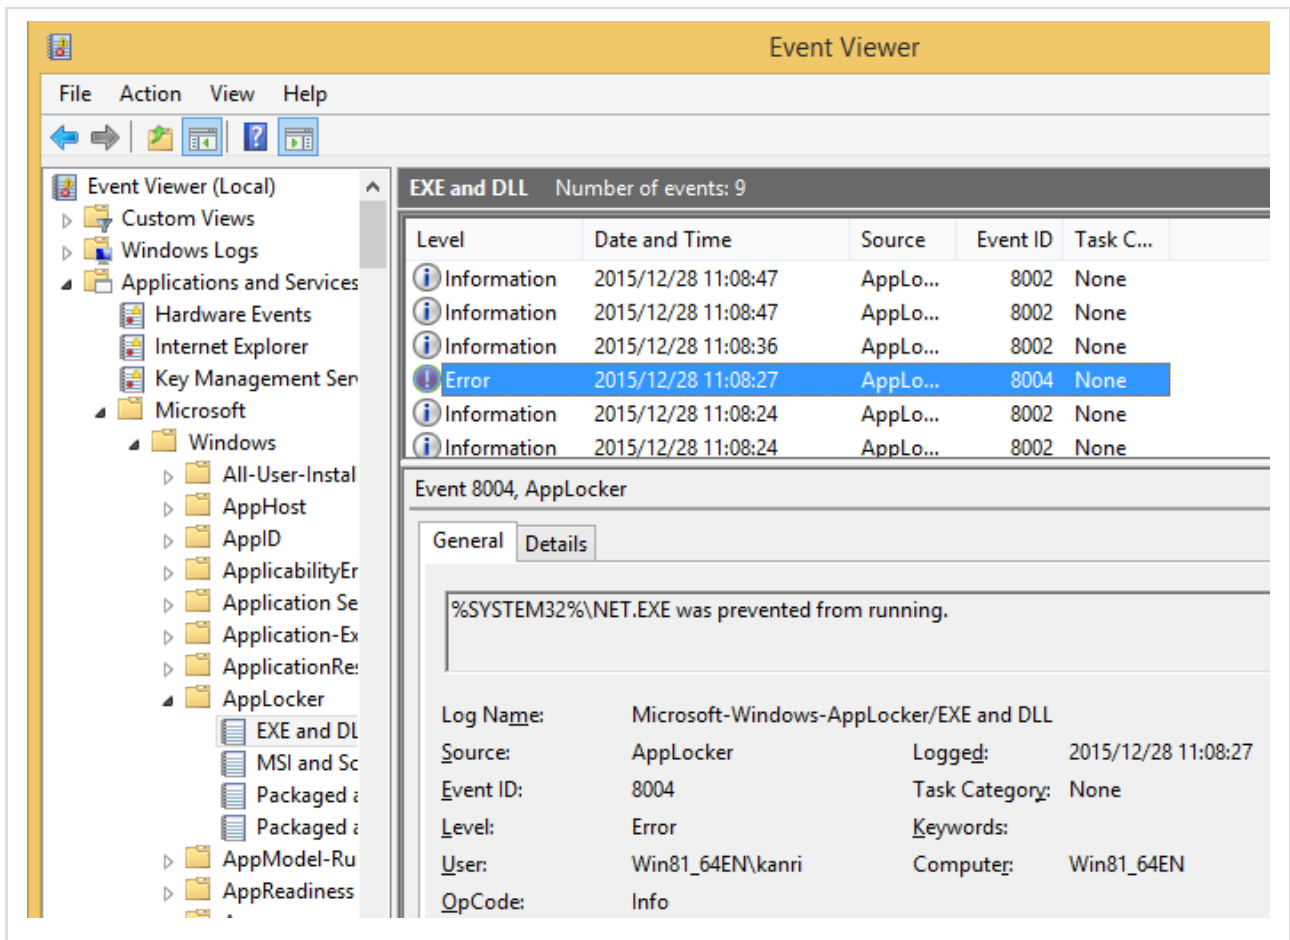 Event Viewer
File Action View Help
Event Viewer (Local)
Custom Views
Windows Logs
Applications and Services
Hardware Events
Internet Explorer
Key Management Ser
Microsoft
Windows
All-User-Instal
AppHost
AppID
ApplicabilityEr
Application Se
Application-Ex
ApplicationRe
AppLocker
EXE and DL
MSI and Sc
Packaged a
Packaged a
AppModel-Ru
AppReadiness
EXE and DLL Number of events: 9
Level Date and Time Source Event ID Task C...
Information 2015/12/28 11:08:47 AppLo... 8002 None
Information 2015/12/28 11:08:47 AppLo... 8002 None
Information 2015/12/28 11:08:36 AppLo... 8002 None
Error 2015/12/28 11:08:27 AppLo... 8004 None
Information 2015/12/28 11:08:24 AppLo... 8002 None
Information 2015/12/28 11:08:24 AppLo... 8002 None
Event 8004, AppLocker
General Details
%SYSTEM32%\NET.EXE was prevented from running.
Log Name: Microsoft-Windows-AppLocker/EXE and DLL
Source: AppLocker Logged: 2015/12/28 11:08:27
Event ID: 8004 Task Category: None
Level: Error Keywords:
User: Win81_64EN\kanri Computer: Win81_64EN
OpCode: Info